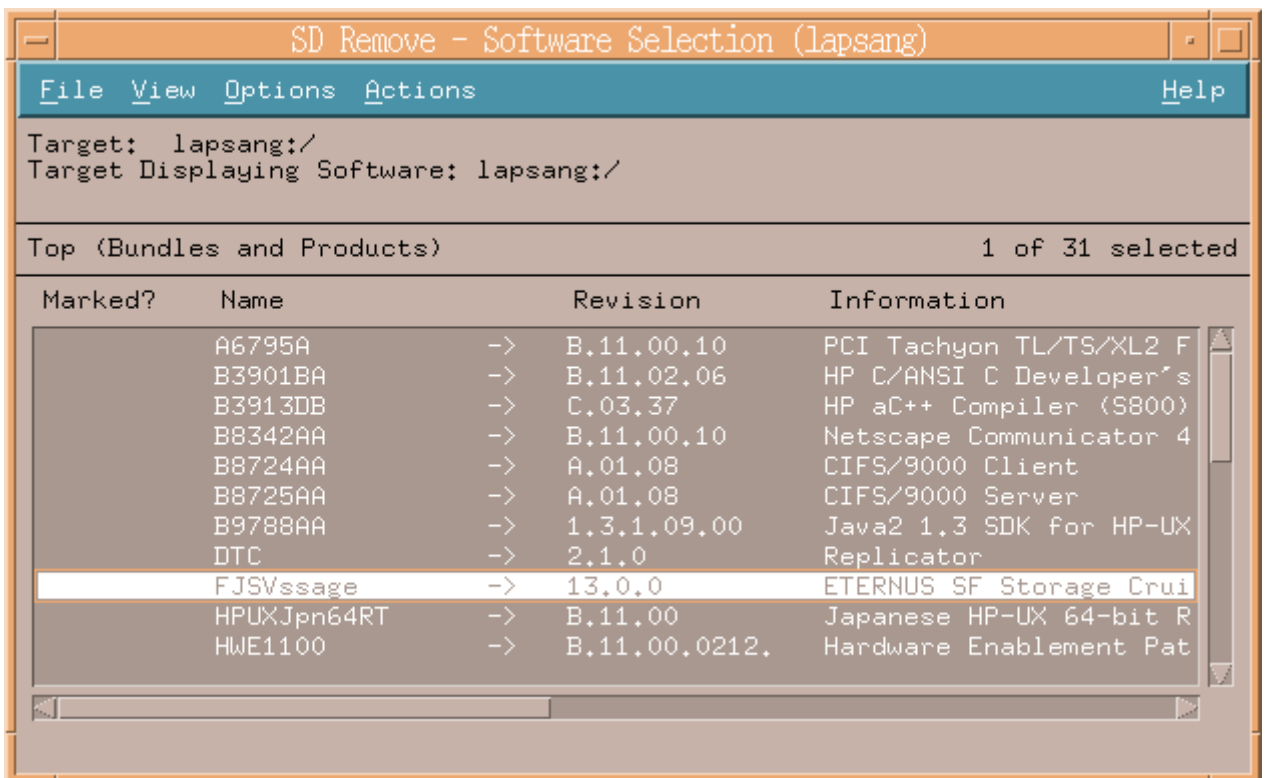 SD Remove - Software Selection (lapsang)
File View Options Actions Help
Target: lapsang:/
Target Displaying Software: lapsang:/
Top (Bundles and Products) 1 of 31 selected
Marked? Name Revision Information
A6795A -> B.11.00.10 PCI Tachyon TL/TS/XL2 F
B3901BA -> B.11.02.06 HP C/ANSI C Developer's
B3913DB -> C.03.37 HP aC++ Compiler (S800)
B8342AA -> B.11.00.10 Netscape Communicator 4
B8724AA -> A.01.08 CIFS/9000 Client
B8725AA -> A.01.08 CIFS/9000 Server
B9788AA -> 1.3.1.09.00 Java2 1.3 SDK for HP-UX
DTC -> 2.1.0 Replicator
FJSVssage -> 13.0.0 ETERNUS SF Storage Crui
HPUXJpn64RT -> B.11.00 Japanese HP-UX 64-bit R
HWE1100 -> B.11.00.0212. Hardware Enablement Pat